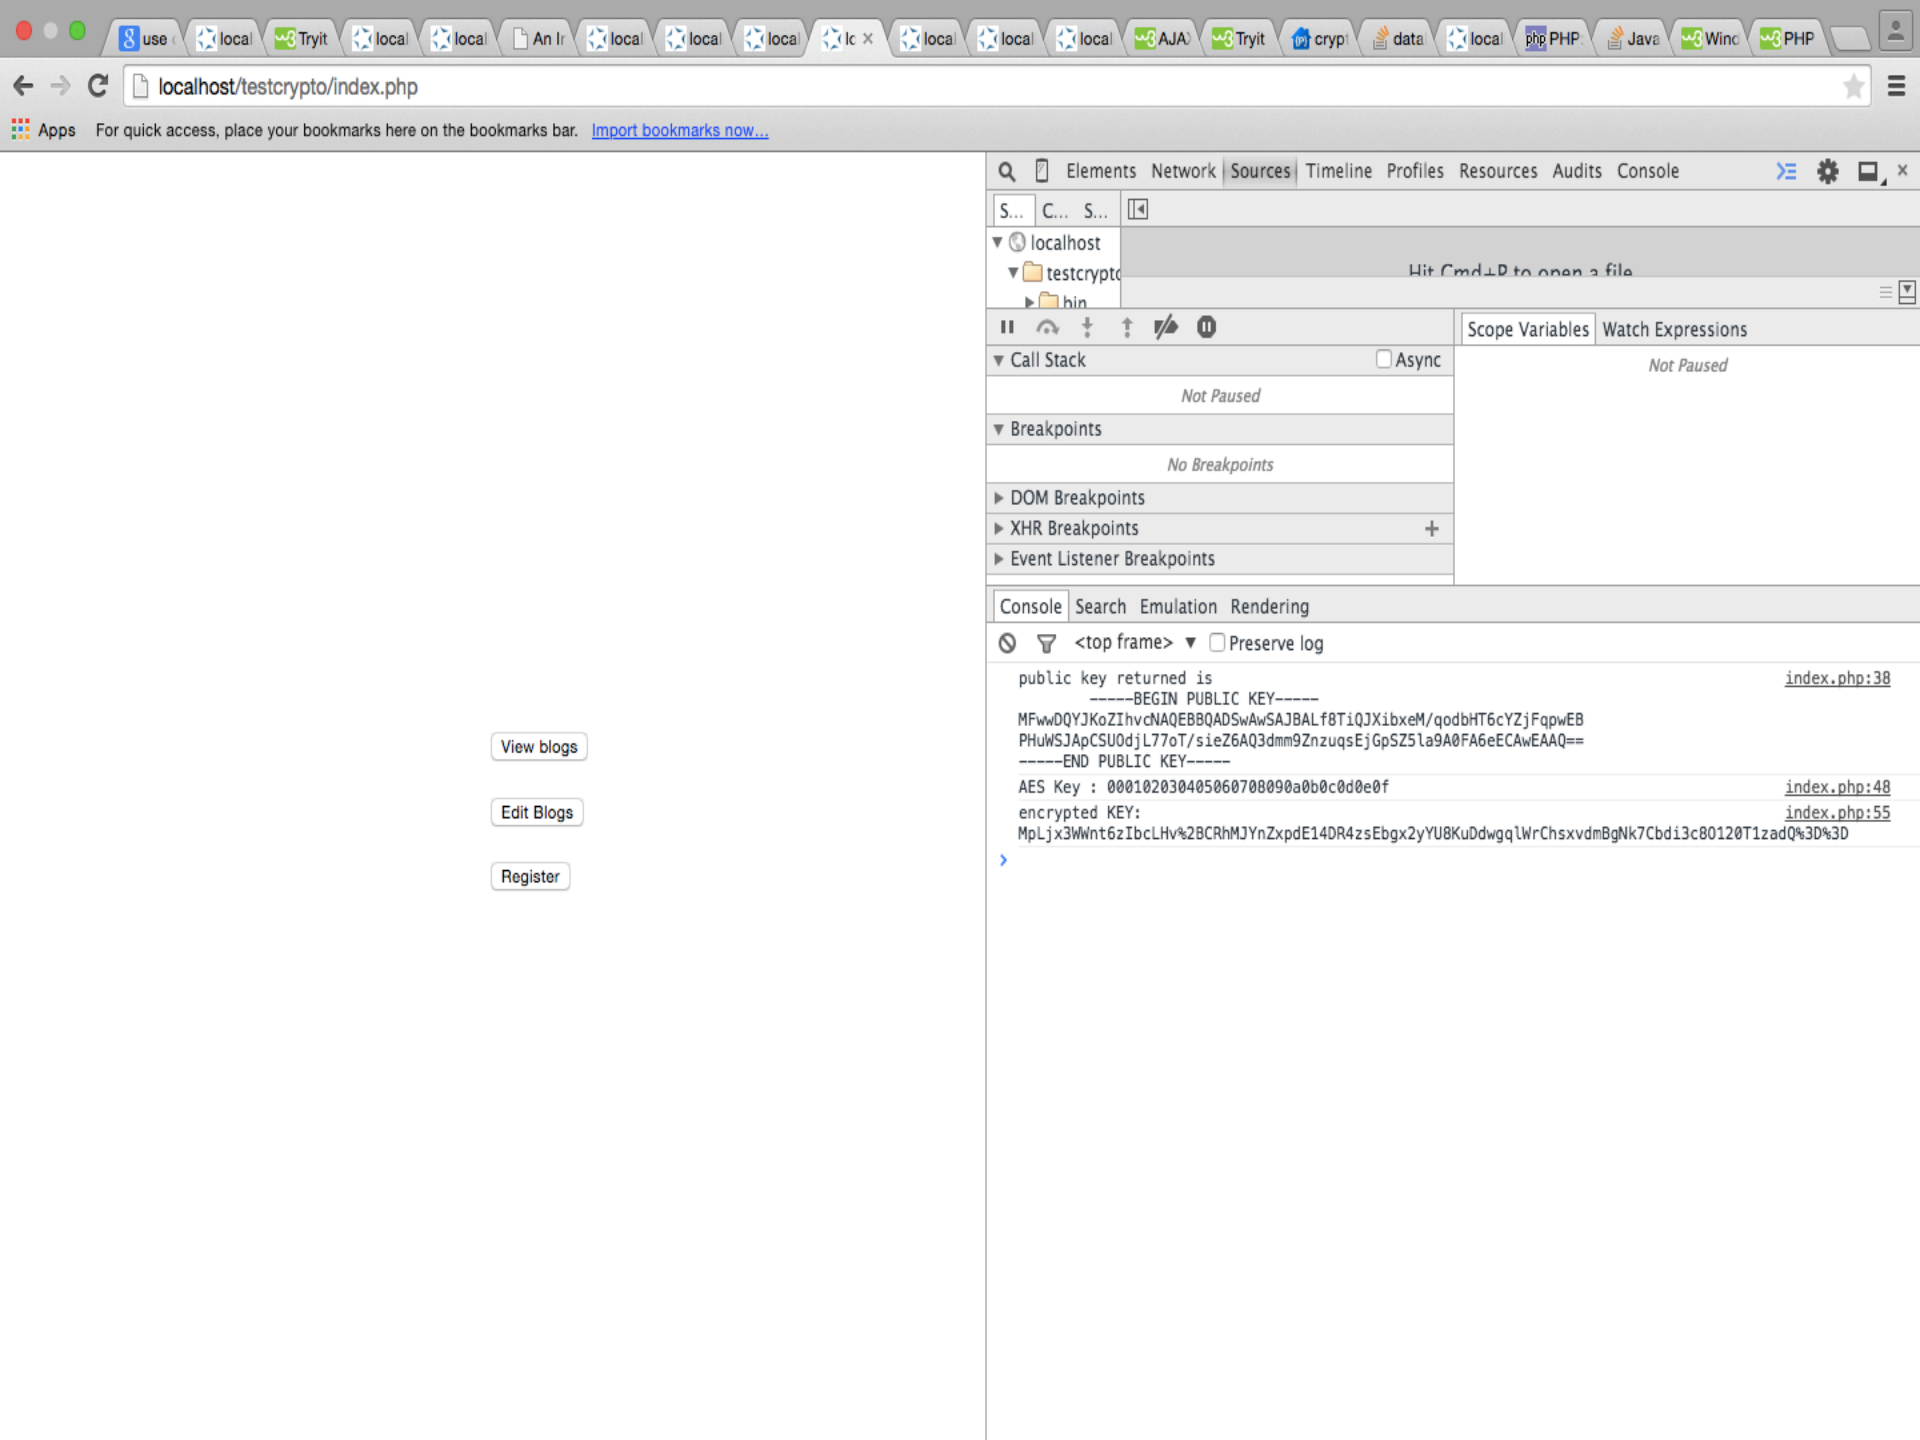 use local Tryit local local An Ir local local local lc local local local AJAX Tryit crypt data local PHP Java Wind PHP
localhost/testcrypto/index.php
Apps For quick access, place your bookmarks here on the bookmarks bar. Import bookmarks now...
Elements Network Sources Timeline Profiles Resources Audits Console
S... C... S...
localhost
Hit Cmd+P to open a file
testcrypto
bin
Scope Variables Watch Expressions
Call Stack Async
Not Paused
Not Paused
Breakpoints
No Breakpoints
DOM Breakpoints
XHR Breakpoints
Event Listener Breakpoints
Console Search Emulation Rendering
<top frame> ▼ Preserve log
public key returned is index.php:38
-----BEGIN PUBLIC KEY-----
MFwwDQYJKoZIhvcNAQEBBQADSwAwSAJBALf8TiQJXibxeM/qodbHT6cYZjFqpwEB
PHuWSJApCSUOdjL77oT/sieZ6AQ3dmm9ZnzuqsEjGpSZ5la9A0FA6eECAwEAAQ==
-----END PUBLIC KEY-----
AES Key : 000102030405060708090a0b0c0d0e0f index.php:48
encrypted KEY: index.php:55
MpLjx3WWnt6zIbcLHv%2BCRhMJYnZxpdE14DR4zsEbgx2yYU8KuDdwgqlWrChsxvdmBgNk7Cbdi3c8O120T1zadQ%3D%3D
View blogs
Edit Blogs
Register